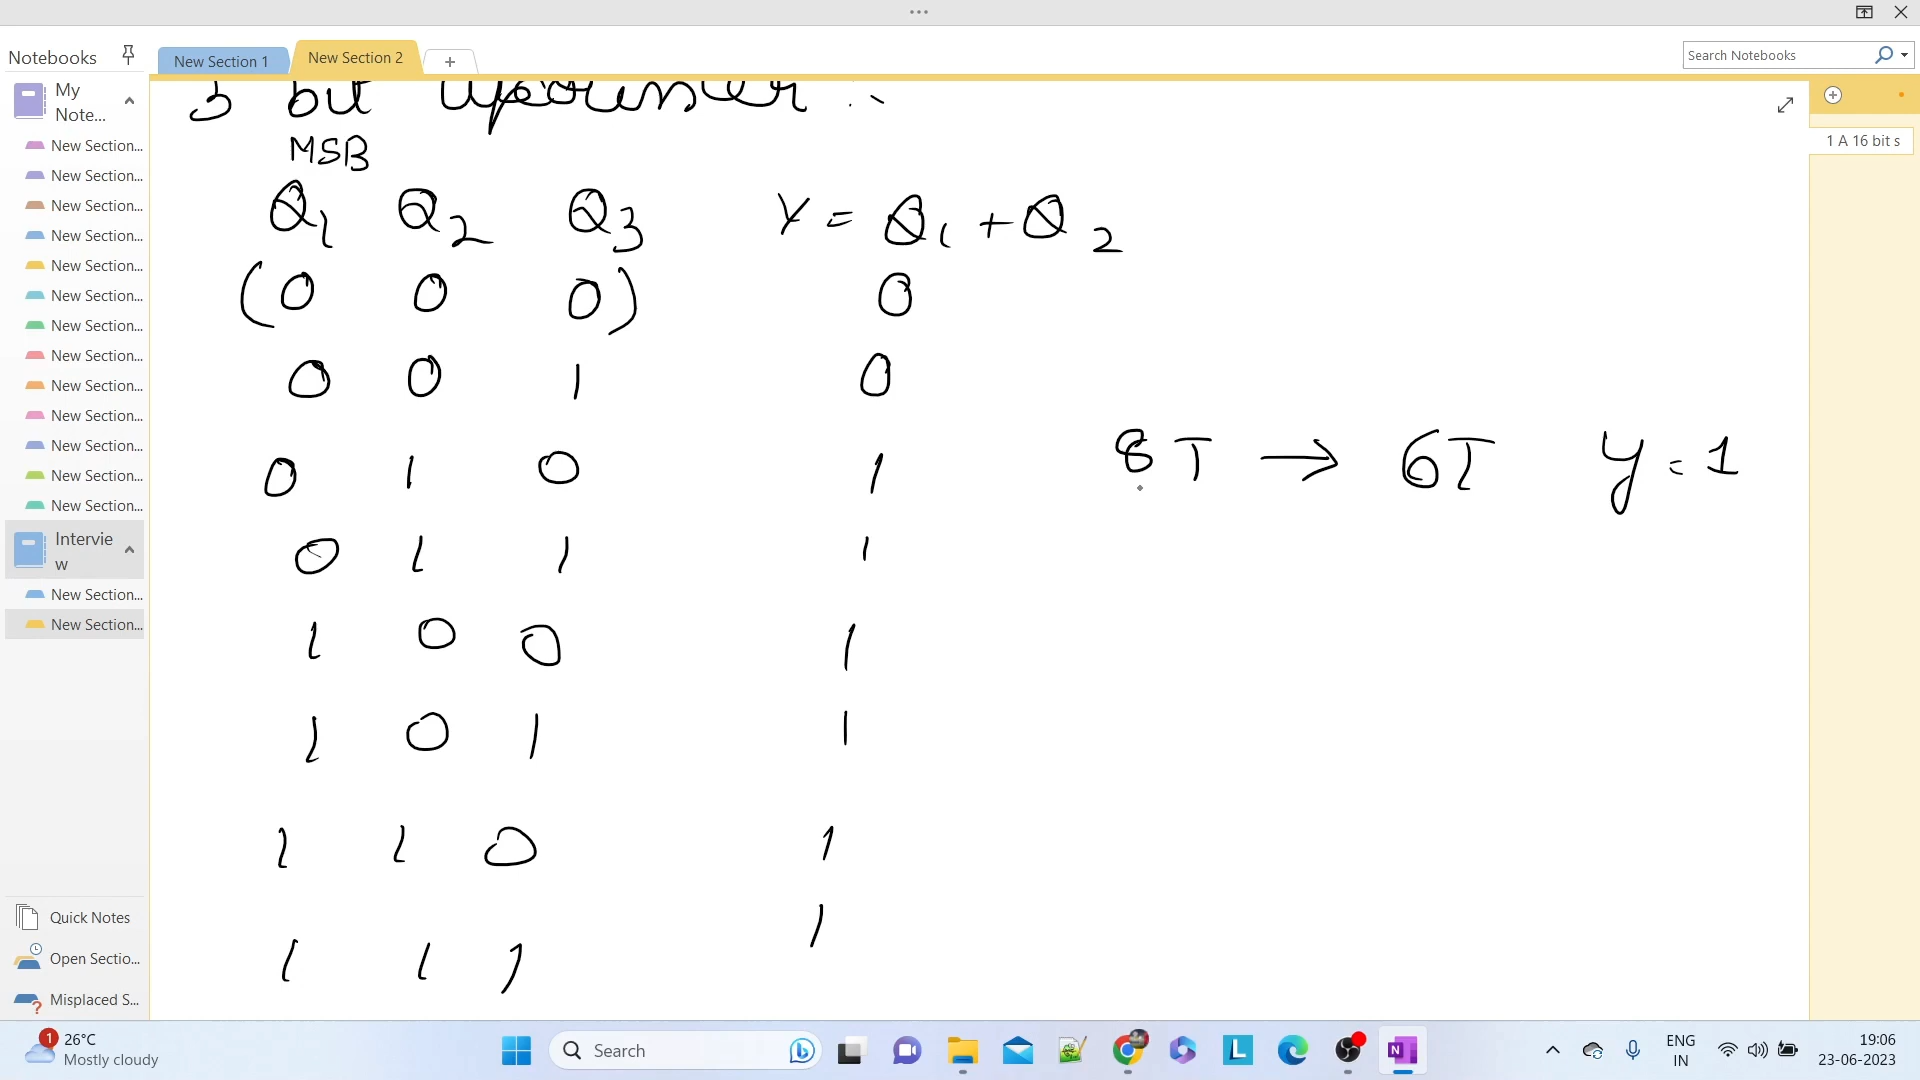 Notebooks
New Section 1
New Section 2
+
Search Notebooks
My Note...
New Section...
New Section...
New Section...
New Section...
New Section...
New Section...
New Section...
New Section...
New Section...
New Section...
New Section...
New Section...
New Section...
Intervie w
New Section...
New Section...
Quick Notes
Open Sectio...
Misplaced S...
1 A 16 bit s
3 bit upcounter :
MSB
Q1 Q2 Q3 Y = Q1 + Q2
(0 0 0) 0
0 0 1 0
0 1 0 1
8T → 6T y = 1
0 1 1 1
1 0 0 1
1 0 1 1
1 1 0 1
1 1 1 1
1
26°C
Mostly cloudy
Search
ENG
IN
19:06
23-06-2023